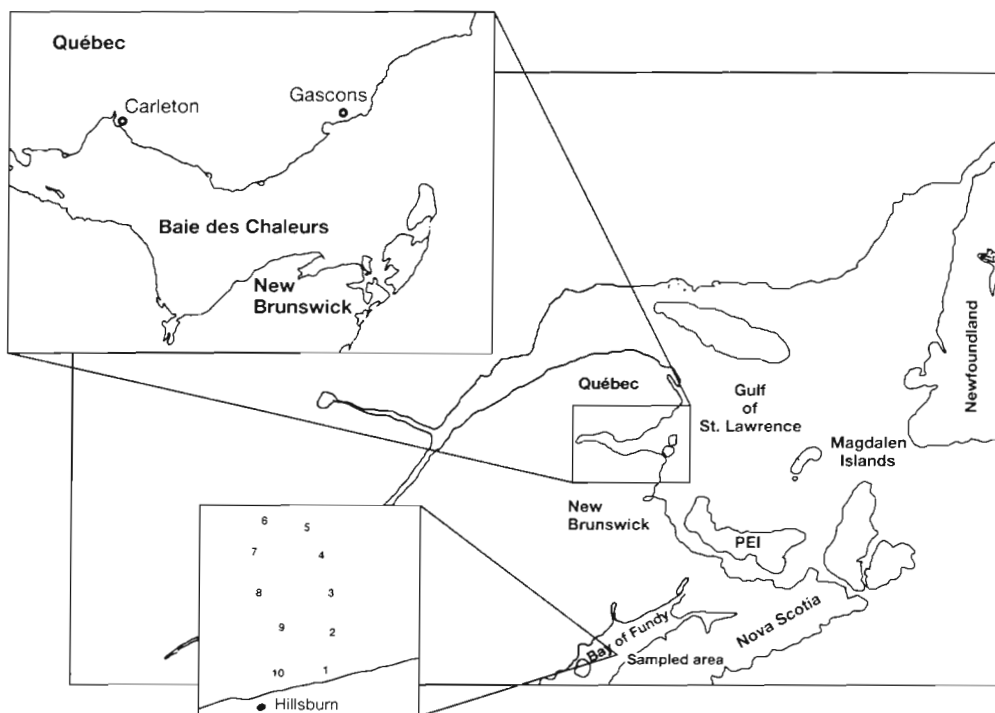 Québec
Carleton
Gascons
Baie des Chaleurs
New
Brunswick
Québec
Gulf
of
St. Lawrence
Newfoundland
Magdalen
Islands
New
Brunswick
PEI
Nova Scotia
Bay of Fundy
Sampled area
6
5
7
4
8
3
9
2
10
1
Hillsburn